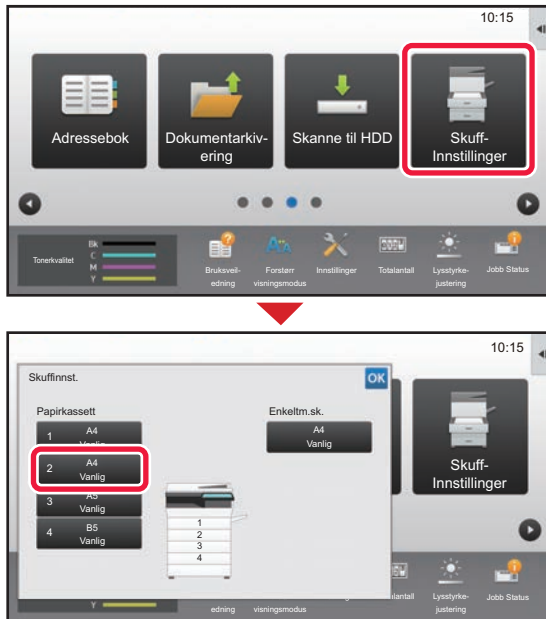 10:15
Adressebok
Dokumentarkiv-
ering
Skanne til HDD
Skuff-
Innstillinger
Tonerkvalitet
Bk
C
M
Y
Bruksveil-
edning
Forstørr
visningsmodus
Innstillinger
Totalantall
Lysstyrke-
justering
Jobb Status
10:15
Skuffinnst.
OK
Papirkassett
Enkeltm.sk.
1
A4
Vanlig
A4
Vanlig
2
A4
Vanlig
3
A5
Vanlig
4
B5
Vanlig
1
2
3
4
Skuff-
Innstillinger
Y
edning
visningsmodus
alantall
Lysstyrke-
justering
Jobb Status